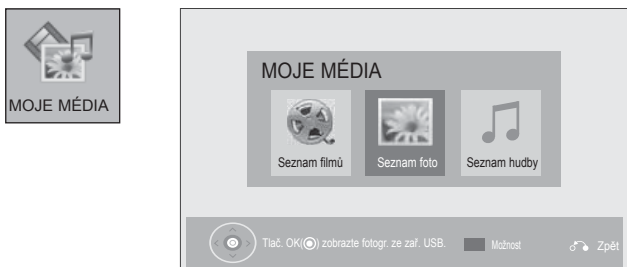 MOJE MÉDIA
MOJE MÉDIA
Seznam filmů
Seznam foto
Seznam hudby
Tlač. OK(◉) zobrazte fotogr. ze zař. USB.
Možnost
Zpět